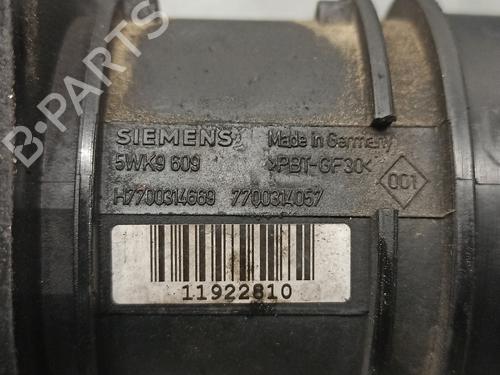 SIEMENS Made in Germany
5WK9 609 >PBT-GF30< 001
H7700314669 7700314057
11922810
B-PARTS